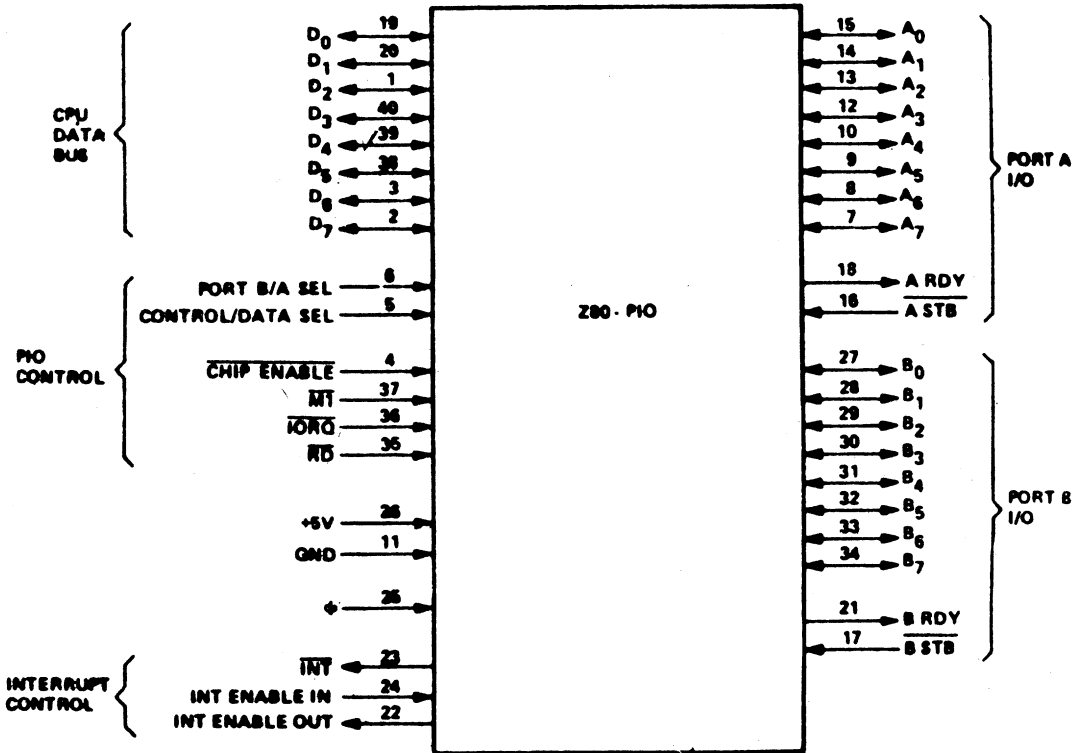 CPU
DATA
BUS
D0 19
D1 20
D2 1
D3 40
D4 39
D5 38
D6 3
D7 2
PIO
CONTROL
PORT B/A SEL 6
CONTROL/DATA SEL 5
CHIP ENABLE 4
M1 37
IORQ 36
RD 35
+5V 26
GND 11
ϕ 25
INTERRUPT
CONTROL
INT 23
INT ENABLE IN 24
INT ENABLE OUT 22
Z80 - PIO
15 A0
14 A1
13 A2
12 A3
10 A4
9 A5
8 A6
7 A7
18 A RDY
16 A STB
PORT A
I/O
27 B0
28 B1
29 B2
30 B3
31 B4
32 B5
33 B6
34 B7
21 B RDY
17 B STB
PORT B
I/O